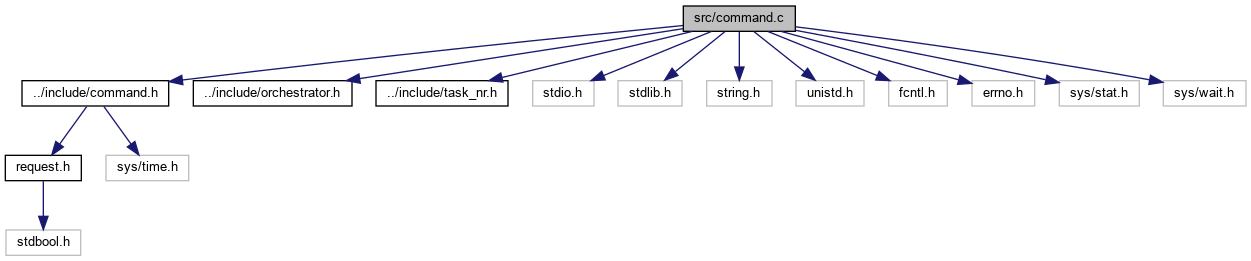 src/command.c
../include/command.h
../include/orchestrator.h
../include/task_nr.h
stdio.h
stdlib.h
string.h
unistd.h
fcntl.h
errno.h
sys/stat.h
sys/wait.h
request.h
sys/time.h
stdbool.h